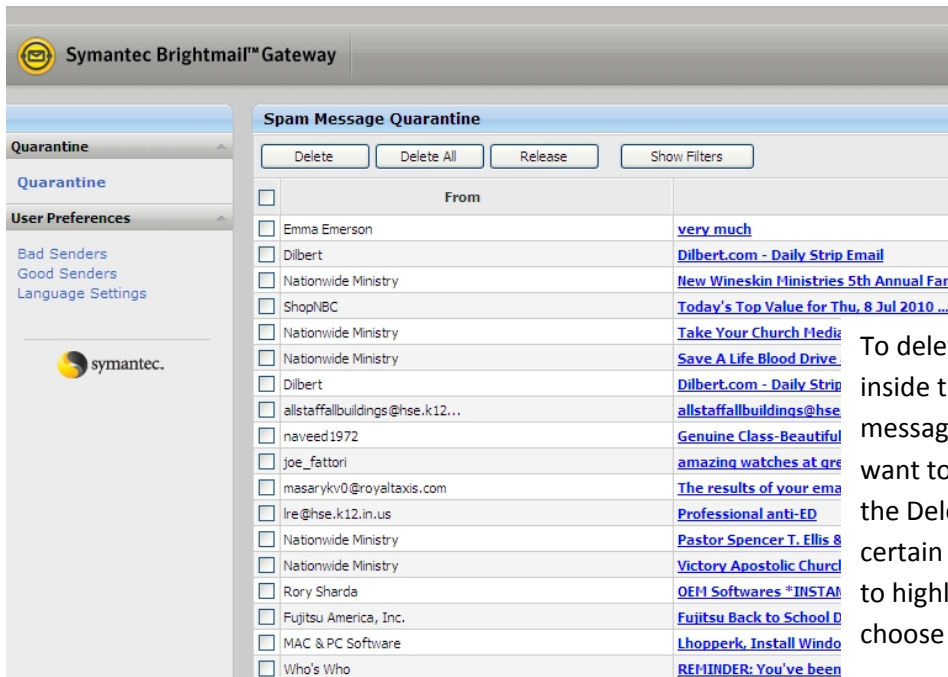 Symantec Brightmail™ Gateway
Quarantine
Quarantine
User Preferences
Bad Senders
Good Senders
Language Settings
symantec.
Spam Message Quarantine
Delete Delete All Release Show Filters
From
Emma Emerson very much
Dilbert Dilbert.com - Daily Strip Email
Nationwide Ministry New Wineskin Ministries 5th Annual Far
ShopNBC Today's Top Value for Thu, 8 Jul 2010 ...
Nationwide Ministry Take Your Church Media
Nationwide Ministry Save A Life Blood Drive
Dilbert Dilbert.com - Daily Strip
allstaffallbuildings@hse.k12... allstaffallbuildings@hse
naveed1972 Genuine Class-Beautiful
joe_fattori amazing watches at gre
masarykv0@royaltaxis.com The results of your ema
lre@hse.k12.in.us Professional anti-ED
Nationwide Ministry Pastor Spencer T. Ellis &
Nationwide Ministry Victory Apostolic Church
Rory Sharda OEM Softwares *INSTAN
Fujitsu America, Inc. Fujitsu Back to School D
MAC & PC Software Lhopperk, Install Windo
Who's Who REMINDER: You've been
To dele
inside t
messag
want to
the Dele
certain
to highl
choose